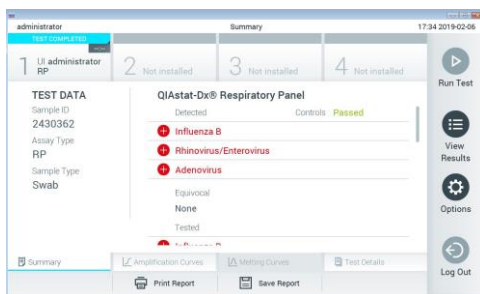 administrator Summary 17:34 2019-02-06
TEST COMPLETED
1 UI administrator RP
2 Not installed
3 Not installed
4 Not installed
Run Test
TEST DATA
Sample ID
2430362
Assay Type
RP
Sample Type
Swab
QIAstat-Dx® Respiratory Panel
Detected Controls Passed
Influenza B
Rhinovirus/Enterovirus
Adenovirus
Equivocal
None
Tested
Influenza B
View Results
Options
Summary
Amplification Curves
Melting Curves
Test Details
Print Report
Save Report
Log Out